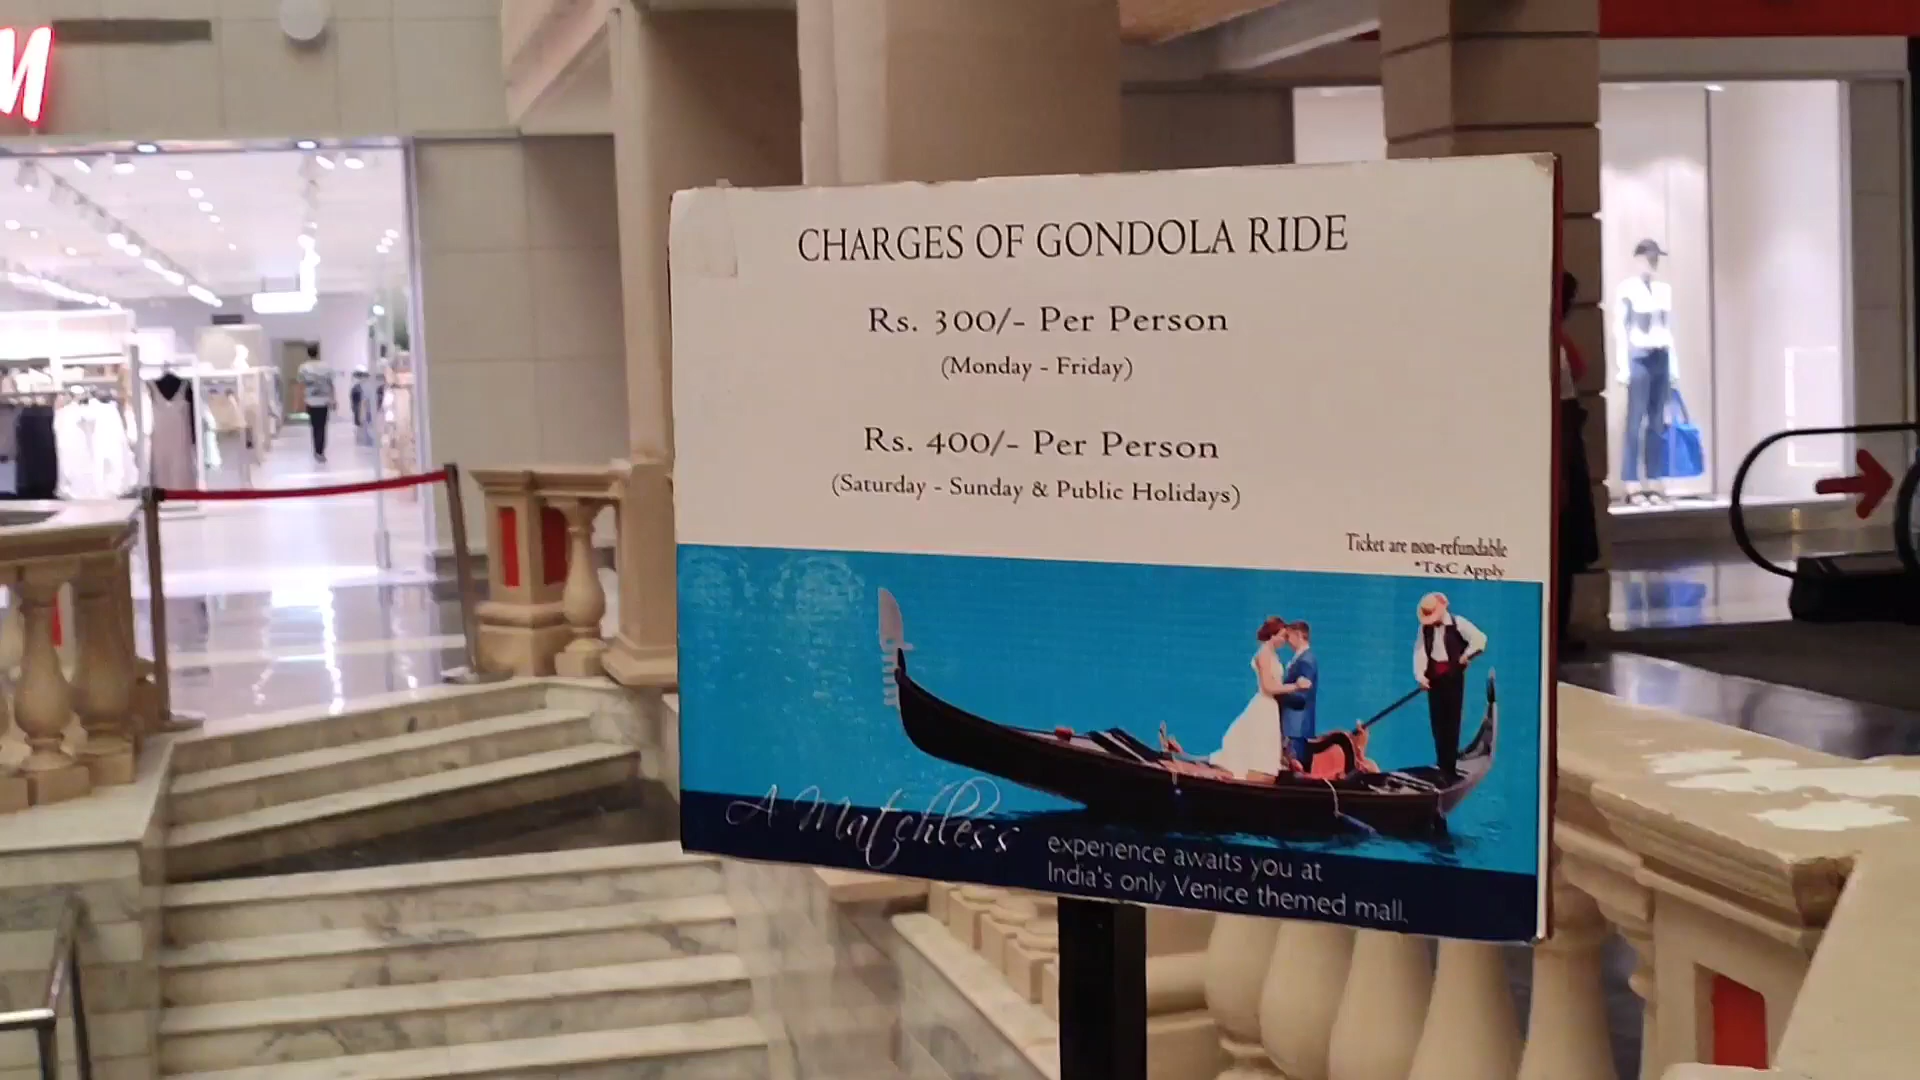 M
CHARGES OF GONDOLA RIDE
Rs. 300/- Per Person
(Monday - Friday)
Rs. 400/- Per Person
(Saturday - Sunday & Public Holidays)
Ticket are non-refundable
*T&C Apply
A Matchless experience awaits you at
India's only Venice themed mall.